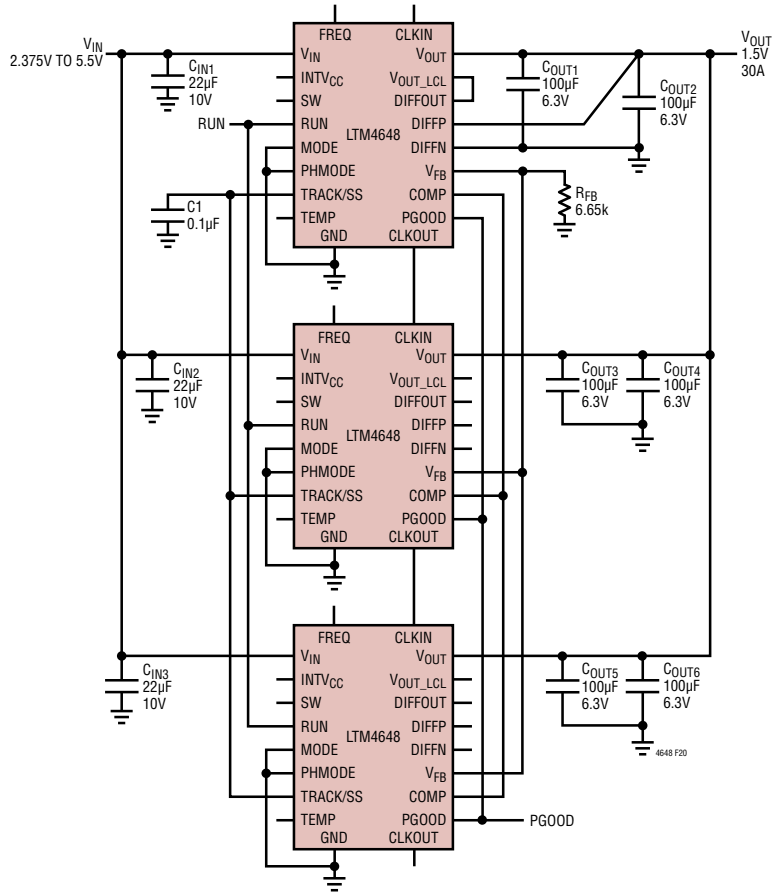 VIN
2.375V TO 5.5V
CIN1
22µF
10V
RUN
C1
0.1µF
FREQ CLKIN
VIN VOUT
INTVCC VOUT_LCL
SW DIFFOUT
RUN DIFFP
LTM4648
MODE DIFFN
PHMODE VFB
TRACK/SS COMP
TEMP PGOOD
GND CLKOUT
COUT1
100µF
6.3V
COUT2
100µF
6.3V
VOUT
1.5V
30A
RFB
6.65k
CIN2
22µF
10V
FREQ CLKIN
VIN VOUT
INTVCC VOUT_LCL
SW DIFFOUT
RUN DIFFP
LTM4648
MODE DIFFN
PHMODE VFB
TRACK/SS COMP
TEMP PGOOD
GND CLKOUT
COUT3
100µF
6.3V
COUT4
100µF
6.3V
CIN3
22µF
10V
FREQ CLKIN
VIN VOUT
INTVCC VOUT_LCL
SW DIFFOUT
RUN DIFFP
LTM4648
MODE DIFFN
PHMODE VFB
TRACK/SS COMP
TEMP PGOOD
GND CLKOUT
COUT5
100µF
6.3V
COUT6
100µF
6.3V
4648 F20
PGOOD